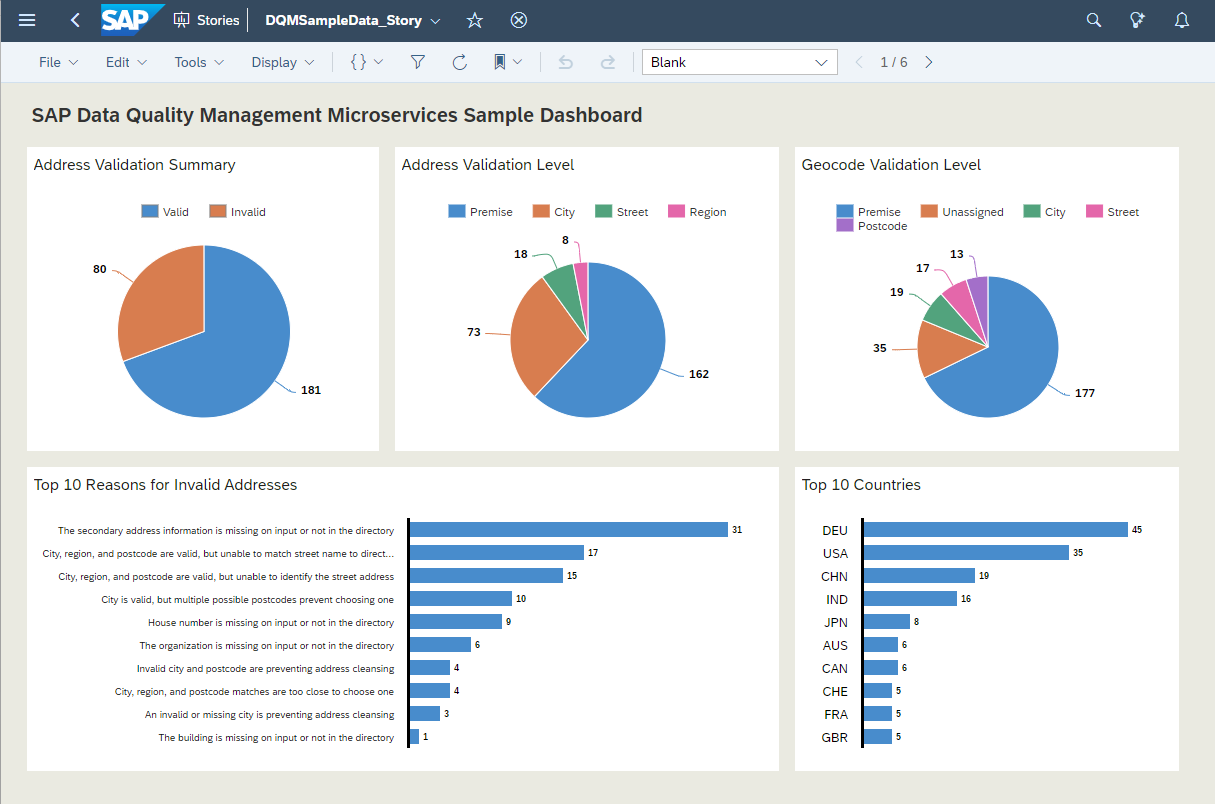 SAP Stories DQMSampleData_Story
File Edit Tools Display { } Blank 1 / 6
SAP Data Quality Management Microservices Sample Dashboard
Address Validation Summary
Valid Invalid
80
181
Address Validation Level
Premise City Street Region
8
18
73
162
Geocode Validation Level
Premise Unassigned City Street
Postcode
13
17
19
35
177
Top 10 Reasons for Invalid Addresses
The secondary address information is missing on input or not in the directory 31
City, region, and postcode are valid, but unable to match street name to direct... 17
City, region, and postcode are valid, but unable to identify the street address 15
City is valid, but multiple possible postcodes prevent choosing one 10
House number is missing on input or not in the directory 9
The organization is missing on input or not in the directory 6
Invalid city and postcode are preventing address cleansing 4
City, region, and postcode matches are too close to choose one 4
An invalid or missing city is preventing address cleansing 3
The building is missing on input or not in the directory 1
Top 10 Countries
DEU 45
USA 35
CHN 19
IND 16
JPN 8
AUS 6
CAN 6
CHE 5
FRA 5
GBR 5